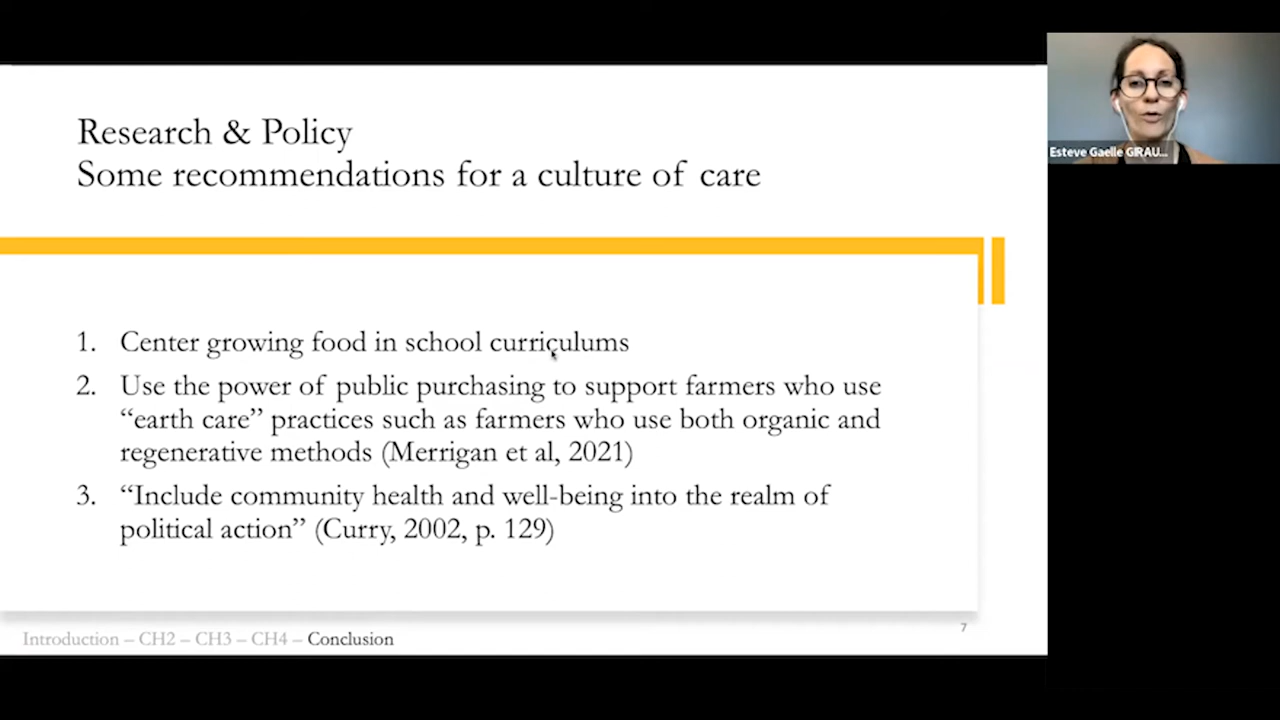 Research & Policy
Some recommendations for a culture of care
1. Center growing food in school curriculums
2. Use the power of public purchasing to support farmers who use
“earth care” practices such as farmers who use both organic and
regenerative methods (Merrigan et al, 2021)
3. “Include community health and well-being into the realm of
political action” (Curry, 2002, p. 129)
7
Introduction – CH2 – CH3 – CH4 – Conclusion
Esteve Gaelle GIRAU...